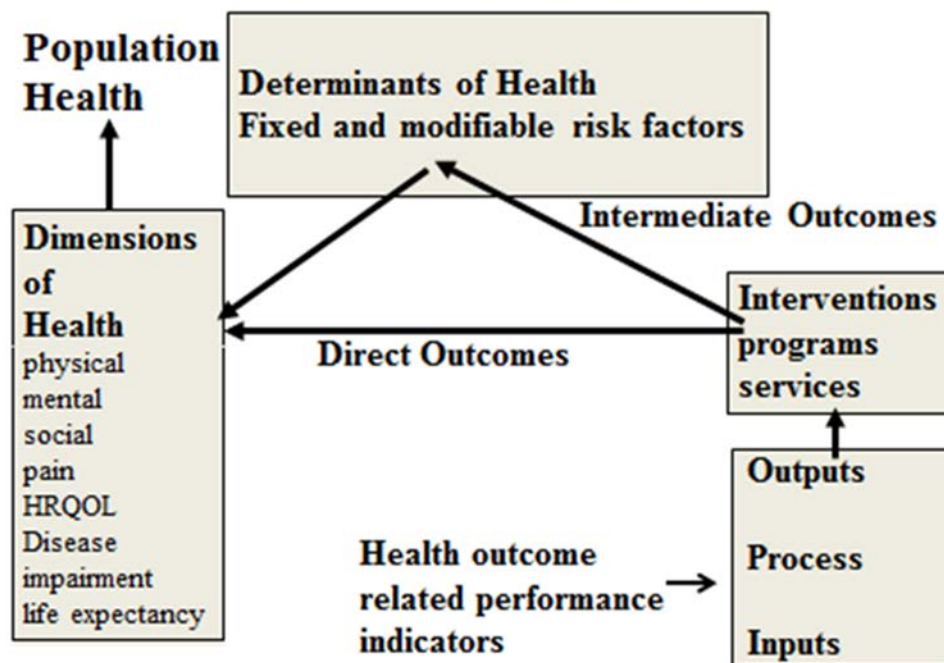 Population
Health
Determinants of Health
Fixed and modifiable risk factors
Intermediate Outcomes
Dimensions
of
Health
physical
mental
social
pain
HRQOL
Disease
impairment
life expectancy
Direct Outcomes
Interventions
programs
services
Outputs
Process
Inputs
Health outcome
related performance
indicators